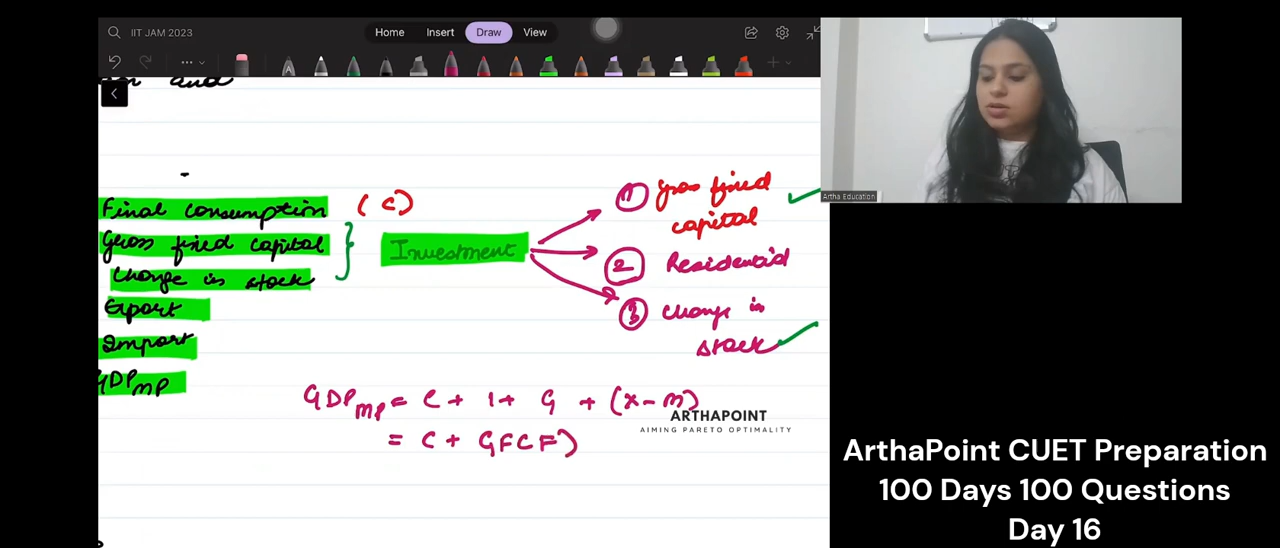 IIT JAM 2023
Home Insert Draw View
and
Final consumption (C)
Gross fixed capital
Change in stock
Export
Import
GDPMP
Investment
1 Gross fixed
capital
2 Residential
3 Change in
stock
GDPMP = C + I + G + (X - M)
= C + GFCF)
ARTHAPOINT
AIMING PARETO OPTIMALITY
Artha Education
ArthaPoint CUET Preparation
100 Days 100 Questions
Day 16